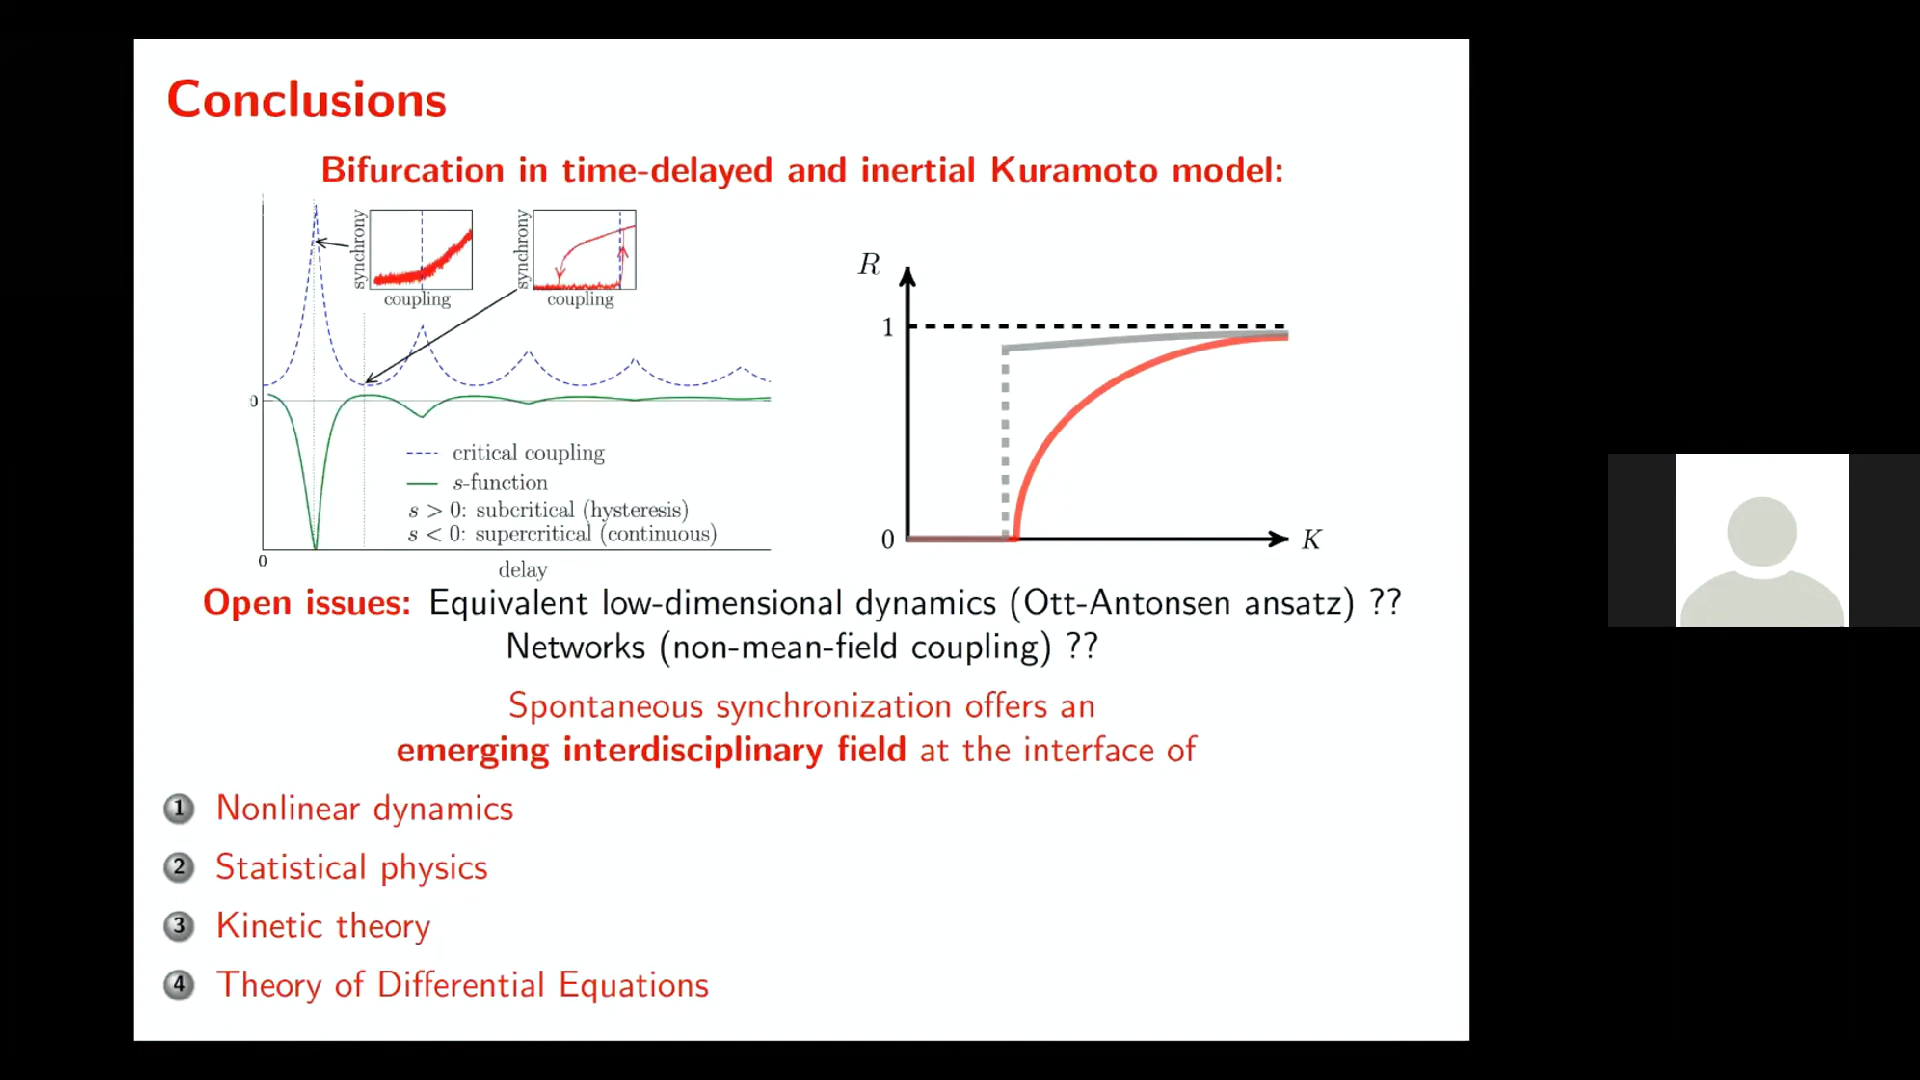 Conclusions
Bifurcation in time-delayed and inertial Kuramoto model:
synchrony
coupling
synchrony
coupling
0
critical coupling
s-function
s > 0: subcritical (hysteresis)
s < 0: supercritical (continuous)
0
delay
R
1
0
K
Open issues: Equivalent low-dimensional dynamics (Ott-Antonsen ansatz) ??
Networks (non-mean-field coupling) ??
Spontaneous synchronization offers an
emerging interdisciplinary field at the interface of
1 Nonlinear dynamics
2 Statistical physics
3 Kinetic theory
4 Theory of Differential Equations